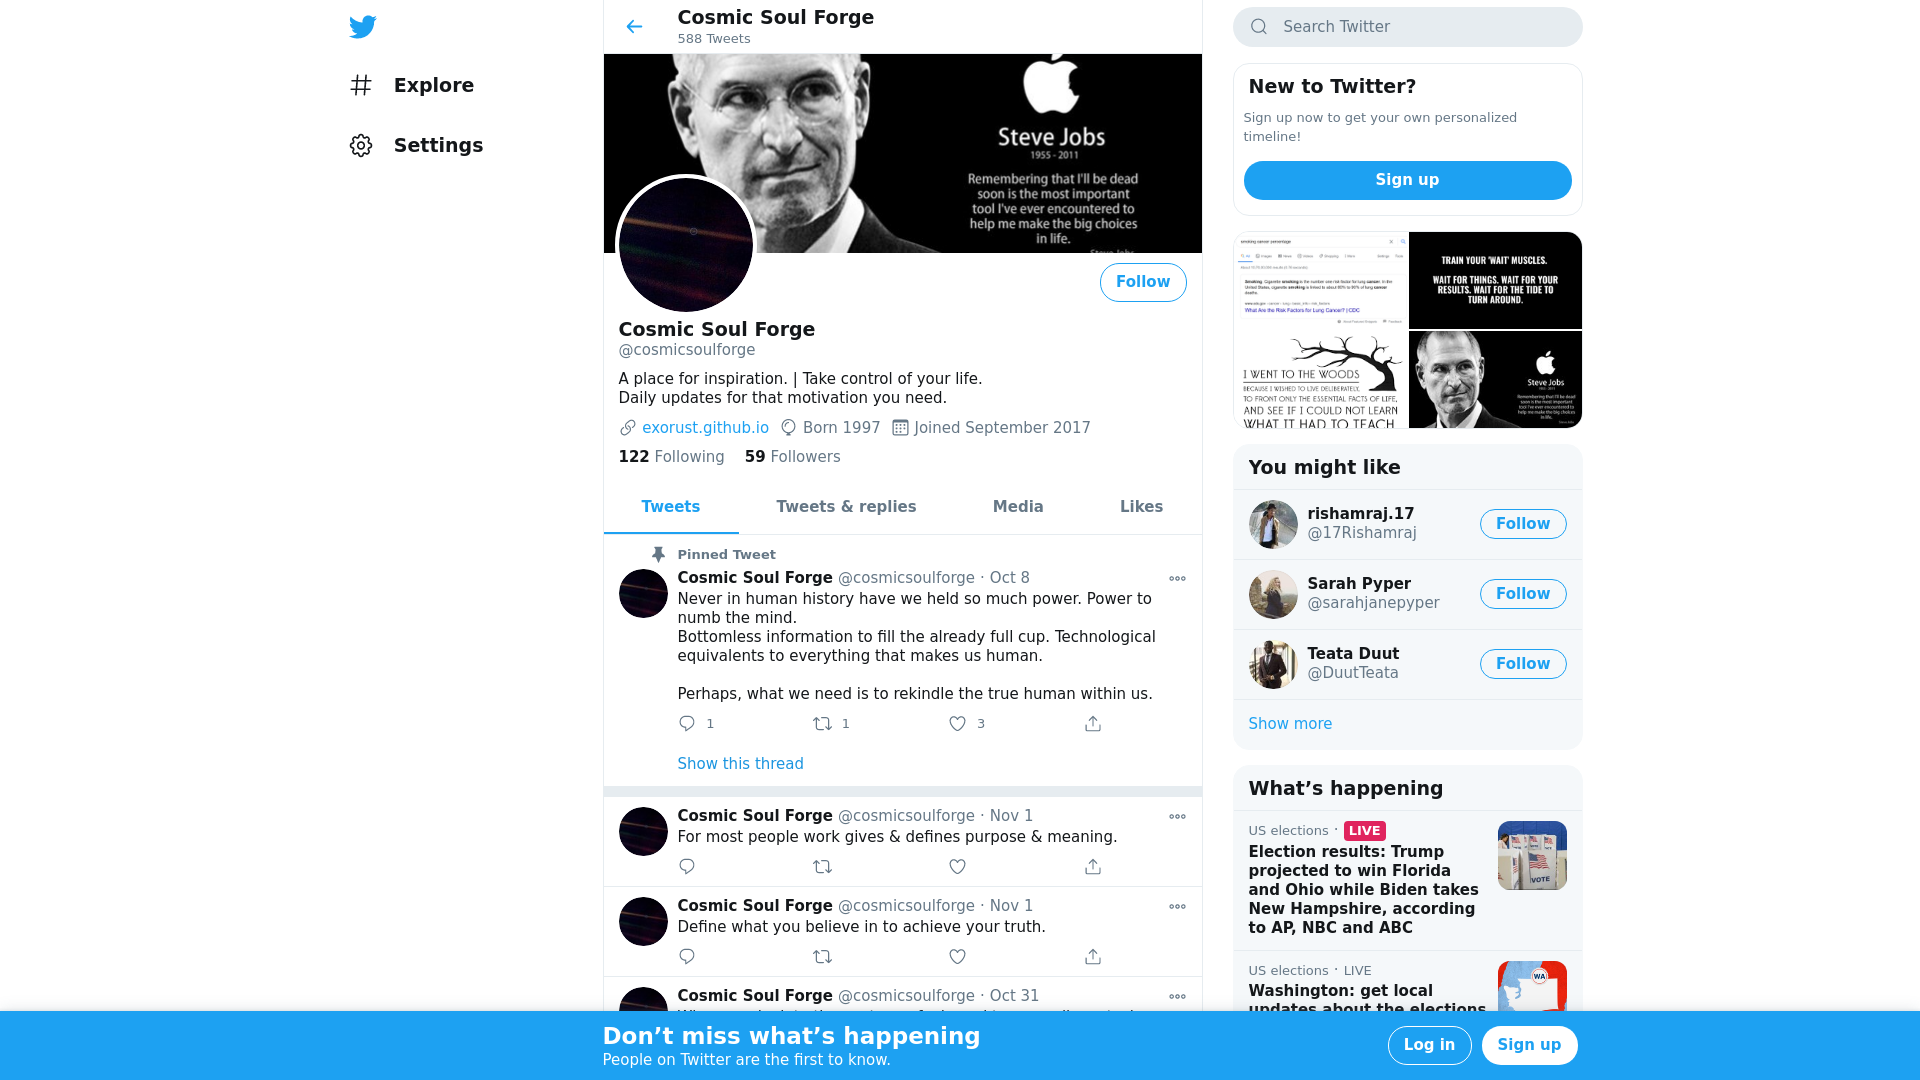 Explore
Settings
Cosmic Soul Forge
588 Tweets
Steve Jobs
1955 - 2011
Remembering that I'll be dead
soon is the most important
tool I've ever encountered to
help me make the big choices
in life.
Steve Jobs
Follow
Cosmic Soul Forge
@cosmicsoulforge
A place for inspiration. | Take control of your life.
Daily updates for that motivation you need.
exorust.github.io Born 1997 Joined September 2017
122 Following 59 Followers
Tweets Tweets & replies Media Likes
Pinned Tweet
Cosmic Soul Forge @cosmicsoulforge · Oct 8
Never in human history have we held so much power. Power to
numb the mind.
Bottomless information to fill the already full cup. Technological
equivalents to everything that makes us human.
Perhaps, what we need is to rekindle the true human within us.
1 1 3
Show this thread
Cosmic Soul Forge @cosmicsoulforge · Nov 1
For most people work gives & defines purpose & meaning.
Cosmic Soul Forge @cosmicsoulforge · Nov 1
Define what you believe in to achieve your truth.
Cosmic Soul Forge @cosmicsoulforge · Oct 31
Search Twitter
New to Twitter?
Sign up now to get your own personalized
timeline!
Sign up
smoking cancer percentage
What Are the Risk Factors for Lung Cancer? | CDC
TRAIN YOUR 'WAIT' MUSCLES.
WAIT FOR THINGS. WAIT FOR YOUR
RESULTS. WAIT FOR THE TIDE TO
TURN AROUND.
I WENT TO THE WOODS
BECAUSE I WISHED TO LIVE DELIBERATELY,
TO FRONT ONLY THE ESSENTIAL FACTS OF LIFE,
AND SEE IF I COULD NOT LEARN
WHAT IT HAD TO TEACH
Steve Jobs
You might like
rishamraj.17
@17Rishamraj
Follow
Sarah Pyper
@sarahjanepyper
Follow
Teata Duut
@DuutTeata
Follow
Show more
What’s happening
US elections · LIVE
Election results: Trump
projected to win Florida
and Ohio while Biden takes
New Hampshire, according
to AP, NBC and ABC
VOTE
US elections · LIVE
Washington: get local
updates about the elections
WA
Don’t miss what’s happening
People on Twitter are the first to know.
Log in
Sign up